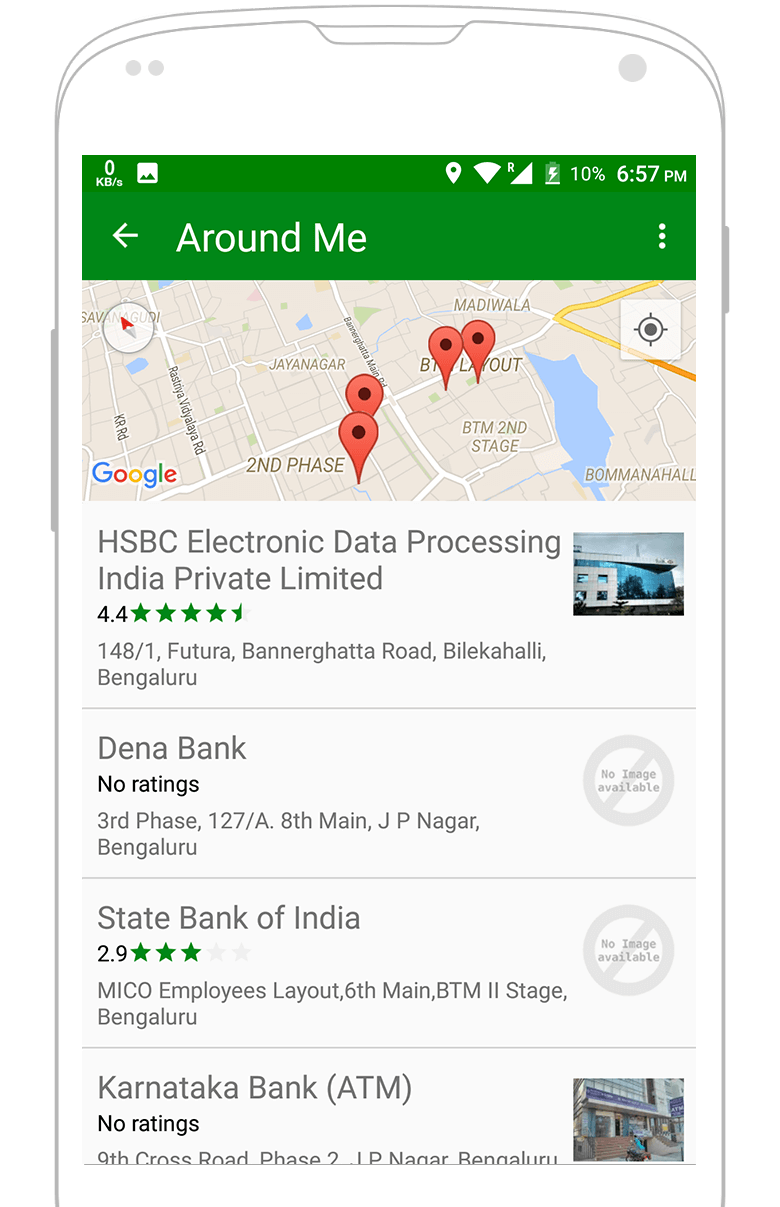 0
KB/s
R
10%
6:57 PM
Around Me
SAVANAGUDI
MADIWALA
Bannerghatta Main Rd
JAYANAGAR
BTM LAYOUT
Rastriya Vidyalaya Rd
KR Rd
BTM 2ND
STAGE
2ND PHASE
Google
BOMMANAHALL
HSBC Electronic Data Processing
India Private Limited
4.4
148/1, Futura, Bannerghatta Road, Bilekahalli,
Bengaluru
Dena Bank
No ratings
3rd Phase, 127/A. 8th Main, J P Nagar,
Bengaluru
No Image
available
State Bank of India
2.9
MICO Employees Layout,6th Main,BTM II Stage,
Bengaluru
No Image
available
Karnataka Bank (ATM)
No ratings
9th Cross Road, Phase 2, J P Nagar, Bengaluru
ATM